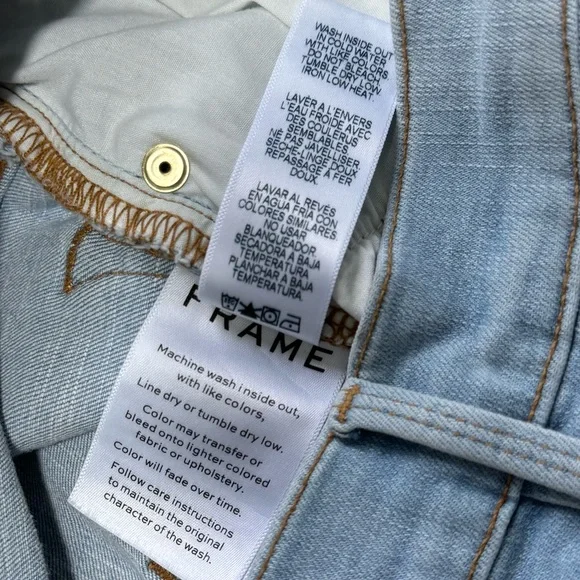 WASH INSIDE OUT
IN COLD WATER
WITH LIKE COLORS.
DO NOT BLEACH.
TUMBLE DRY LOW.
IRON LOW HEAT.
LAVER À L'ENVERS
À L'EAU FROIDE AVEC
DES COULERUS
SEMBLABLES.
NE PAS JAVELLISER
SECHE-LINGE DOUX
REPASSAGE À FER
DOUX.
LAVAR AL REVÉS
EN AGUA FRÍA CON
COLORES SIMILARES.
NO USAR
BLANQUEADOR.
SECADORA A BAJA
TEMPERATURA.
PLANCHAR A BAJA
TEMPERATURA.
FRAME
Machine wash inside out,
with like colors,
Line dry or tumble dry low.
Color may transfer or
bleed onto lighter colored
fabric or upholstery.
Color will fade over time.
Follow care instructions
to maintain the original
character of the wash.